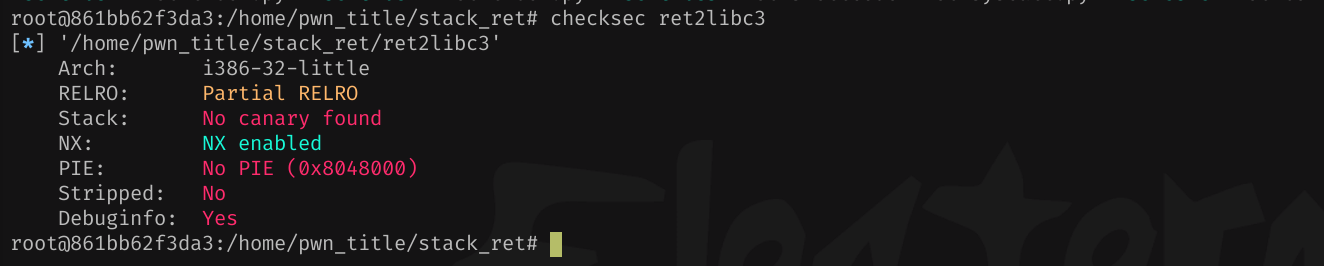 root@861bb62f3da3:/home/pwn_title/stack_ret# checksec ret2libc3
[*] '/home/pwn_title/stack_ret/ret2libc3'
Arch: i386-32-little
RELRO: Partial RELRO
Stack: No canary found
NX: NX enabled
PIE: No PIE (0x8048000)
Stripped: No
Debuginfo: Yes
root@861bb62f3da3:/home/pwn_title/stack_ret#